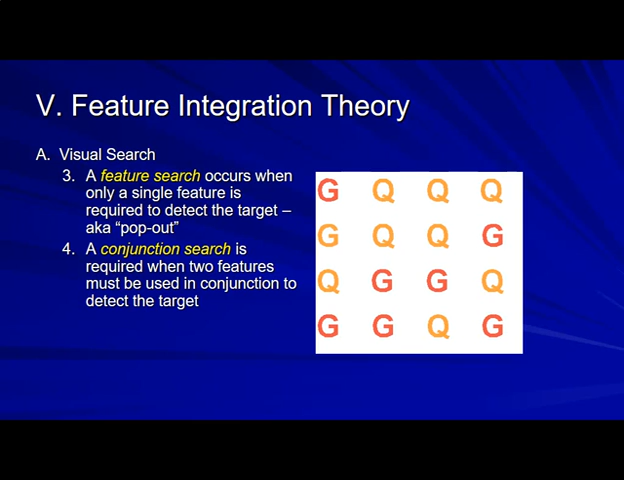 V. Feature Integration Theory
A. Visual Search
3. A feature search occurs when
only a single feature is
required to detect the target –
aka “pop-out”
4. A conjunction search is
required when two features
must be used in conjunction to
detect the target
G Q Q Q
G Q Q G
Q G G Q
G G Q G